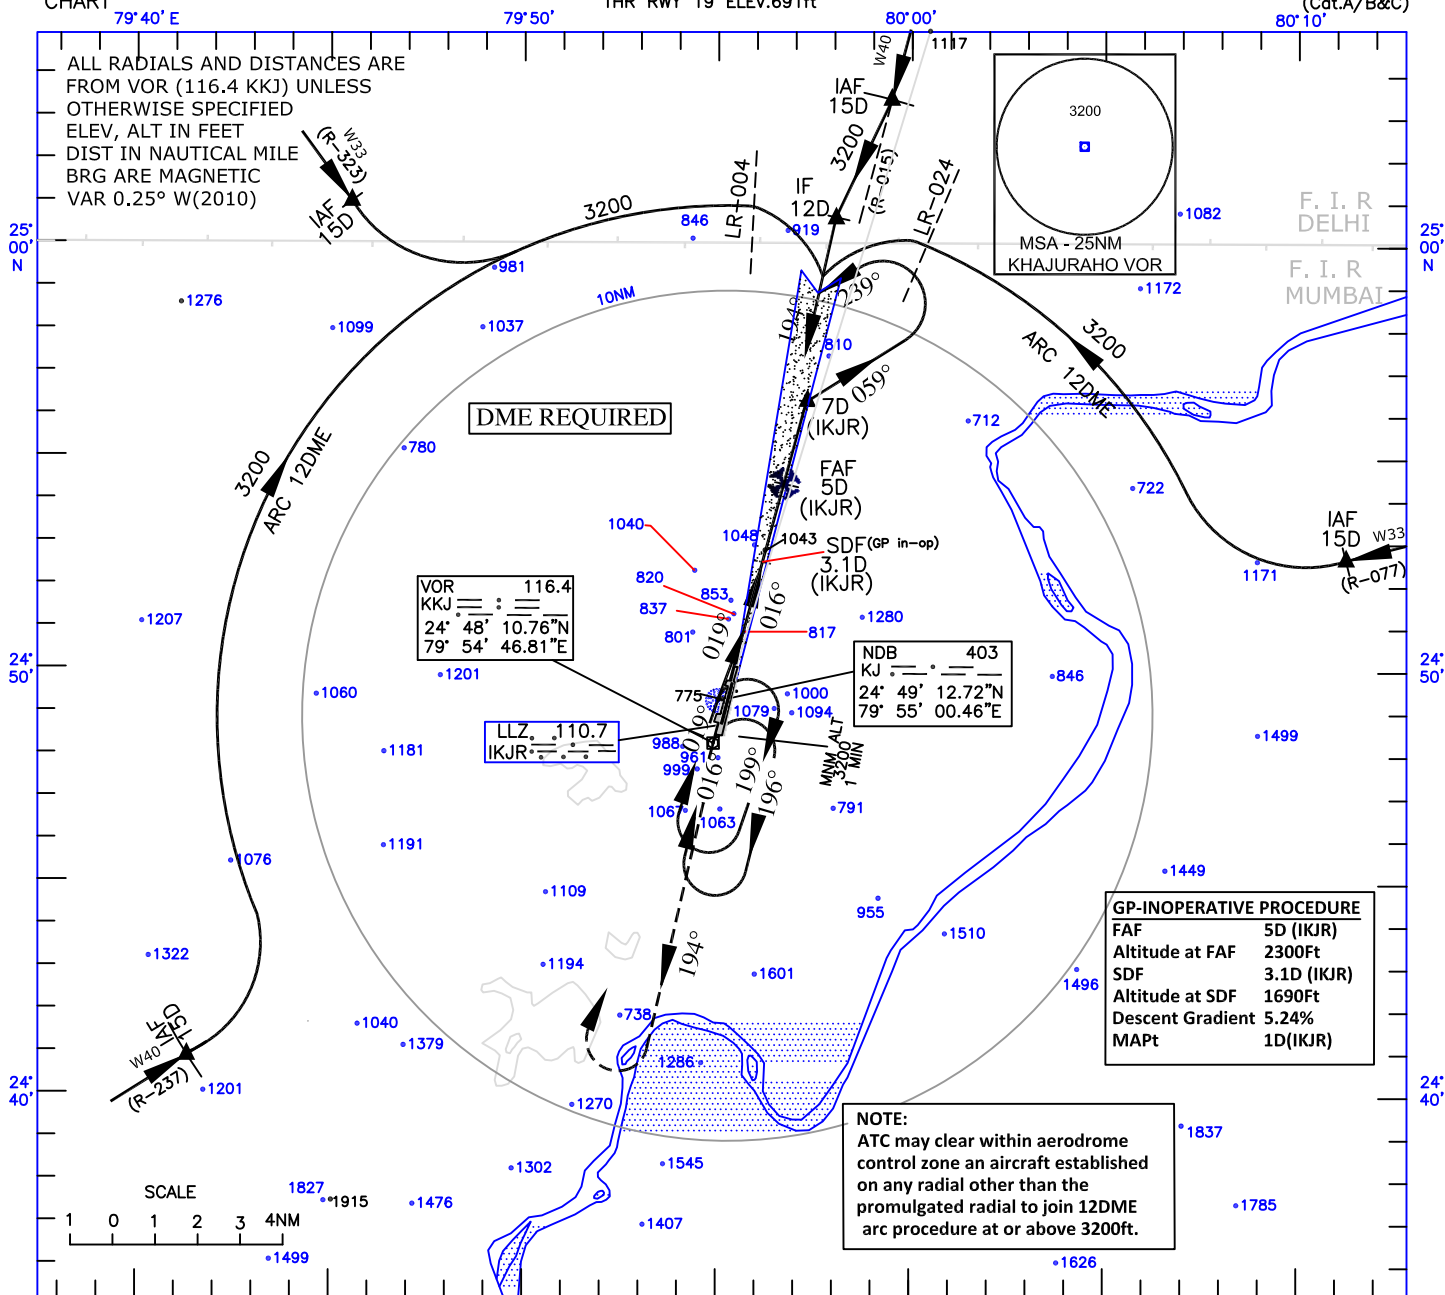 CHART
THR RWY 19 ELEV.691ft
(Cat.A/B&C)
79°40' E
79°50'
80°00'
80°10'
ALL RADIALS AND DISTANCES ARE
FROM VOR (116.4 KKJ) UNLESS
OTHERWISE SPECIFIED
ELEV, ALT IN FEET
DIST IN NAUTICAL MILE
BRG ARE MAGNETIC
VAR 0.25° W(2010)
W33
(R-323)
IAF
15D
W40
1117
IAF
15D
3200
(R-015)
IF
12D
LR-004
LR-024
3200
MSA - 25NM
KHAJURAHO VOR
F. I. R
DELHI
F. I. R
MUMBAI
25°
00'
N
25°
00'
N
3200
846
919
1082
981
1276
1099
1037
10NM
1172
194°
239°
810
059°
3200
ARC 12DME
7D
(IKJR)
DME REQUIRED
712
780
722
3200
ARC 12DME
FAF
5D
(IKJR)
1040
1048
1043
SDF(GP in-op)
3.1D
(IKJR)
IAF
15D
W33
(R-077)
1171
820
837
853
801
817
1280
019°
016°
VOR 116.4
KKJ
24° 48' 10.76"N
79° 54' 46.81"E
1207
1201
1060
NDB 403
KJ
24° 49' 12.72"N
79° 55' 00.46"E
846
24°
50'
24°
50'
775
1000
1079
1094
LLZ 110.7
IKJR
1181
988
961
999
019°
016°
199°
196°
MNM ALT
3200
1 MIN
1499
1067
1063
791
1191
1076
1109
955
1449
1510
1322
1194
194°
1601
1496
GP-INOPERATIVE PROCEDURE
FAF 5D (IKJR)
Altitude at FAF 2300Ft
SDF 3.1D (IKJR)
Altitude at SDF 1690Ft
Descent Gradient 5.24%
MAPt 1D(IKJR)
IAF
15D
W40
(R-237)
1040
738
1379
1286
1201
24°
40'
24°
40'
1270
NOTE:
ATC may clear within aerodrome
control zone an aircraft established
on any radial other than the
promulgated radial to join 12DME
arc procedure at or above 3200ft.
1837
1302
1545
1827
1915
1476
1407
1785
SCALE
1 0 1 2 3 4NM
1499
1626